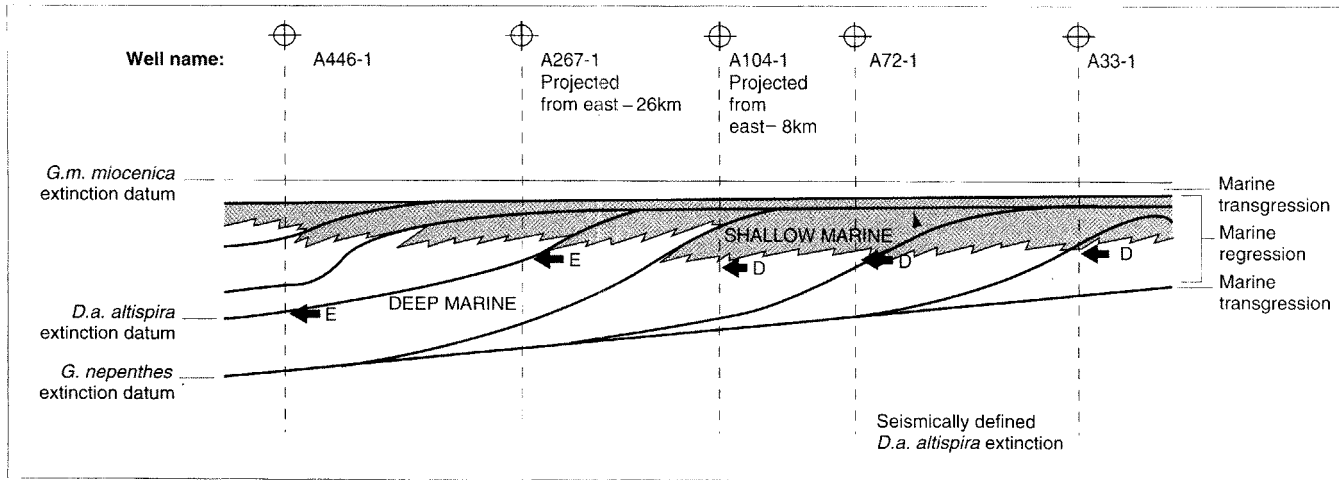 Well name:
A446-1
A267-1
Projected
from east – 26km
A104-1
Projected
from
east– 8km
A72-1
A33-1
G.m. miocenica
extinction datum
Marine
transgression
SHALLOW MARINE
Marine
regression
E
D
D
D
DEEP MARINE
Marine
transgression
D.a. altispira
extinction datum
E
G. nepenthes
extinction datum
Seismically defined
D.a. altispira extinction